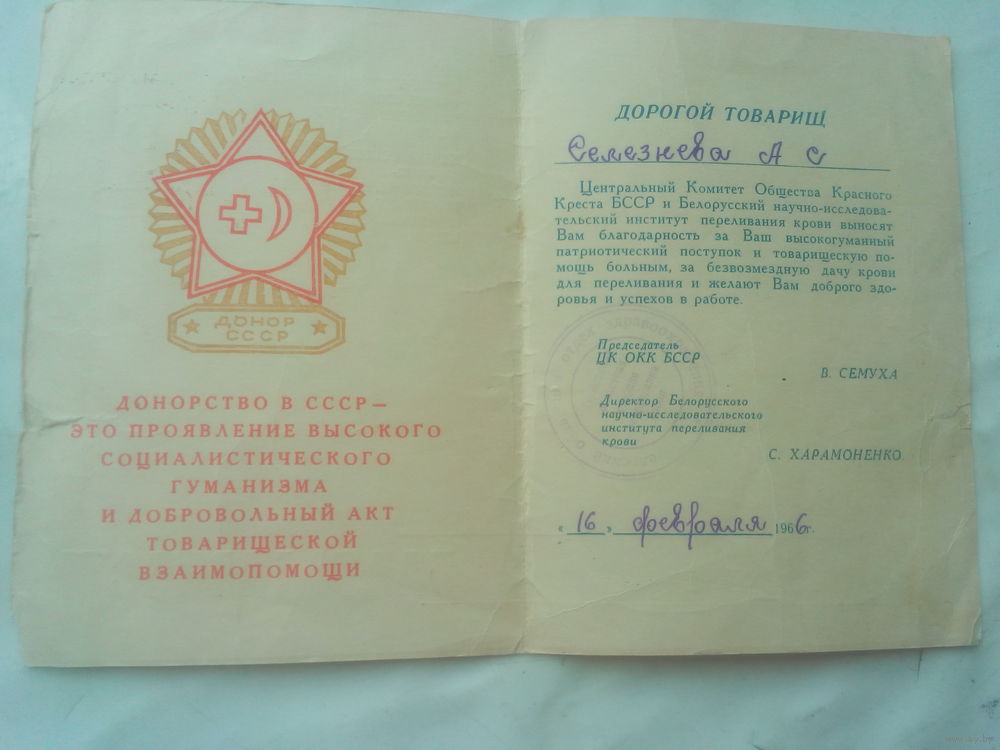 ДОНОР
СССР
ДОНОРСТВО В СССР —
ЭТО ПРОЯВЛЕНИЕ ВЫСОКОГО
СОЦИАЛИСТИЧЕСКОГО
ГУМАНИЗМА
И ДОБРОВОЛЬНЫЙ АКТ
ТОВАРИЩЕСКОЙ
ВЗАИМОПОМОЩИ
ДОРОГОЙ ТОВАРИЩ
Селезнева А С
Центральный Комитет Общества Красного
Креста БССР и Белорусский научно-исследова-
тельский институт переливания крови выносят
Вам благодарность за Ваш высокогуманный
патриотический поступок и товарищескую по-
мощь больным, за безвозмездную дачу крови
для переливания и желают Вам доброго здо-
ровья и успехов в работе.
Председатель
ЦК ОКК БССР
В. СЕМУХА
Директор Белорусского
научно-исследовательского
института переливания
крови
С. ХАРАМОНЕНКО
«16» февраля 1966г.